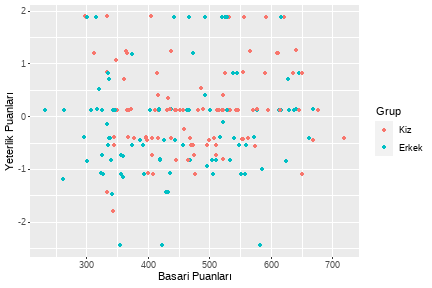 2
1
0
-1
-2
Yeterlik Puanları
300
400
500
600
700
Basari Puanları
Grup
Kiz
Erkek